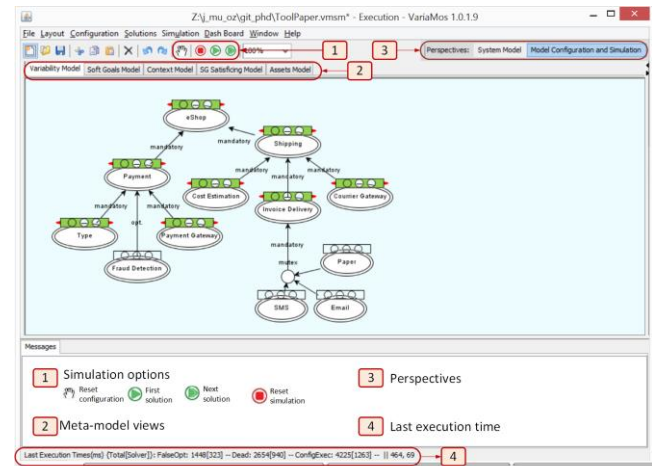 Z:\j_mu_oz\git_phd\ToolPaper.vmsm* - Execution - VariaMos 1.0.1.9
File Layout Configuration Solutions Simulation Dash Board Window Help
100%
1
3
Perspectives: System Model Model Configuration and Simulation
Variability Model Soft Goals Model Context Model SG Satisficing Model Assets Model
2
eShop
mandatory
mandatory
Shipping
Payment
mandatory
mandatory
mandatory
Cost Estimation
Invoice Delivery
Courrier Gateway
mandatory
opt.
mandatory
Type
Payment Gateway
Fraud Detection
mandatory
mutex
Paper
SMS
Email
Messages
1 Simulation options
Reset configuration
First solution
Next solution
Reset simulation
3 Perspectives
2 Meta-model views
4 Last execution time
Last Execution Times(ms) (Total[Solver]): FalseOpt: 1448[323] -- Dead: 2654[940] -- ConfigExec: 4225[1263] -- || 464, 69
4